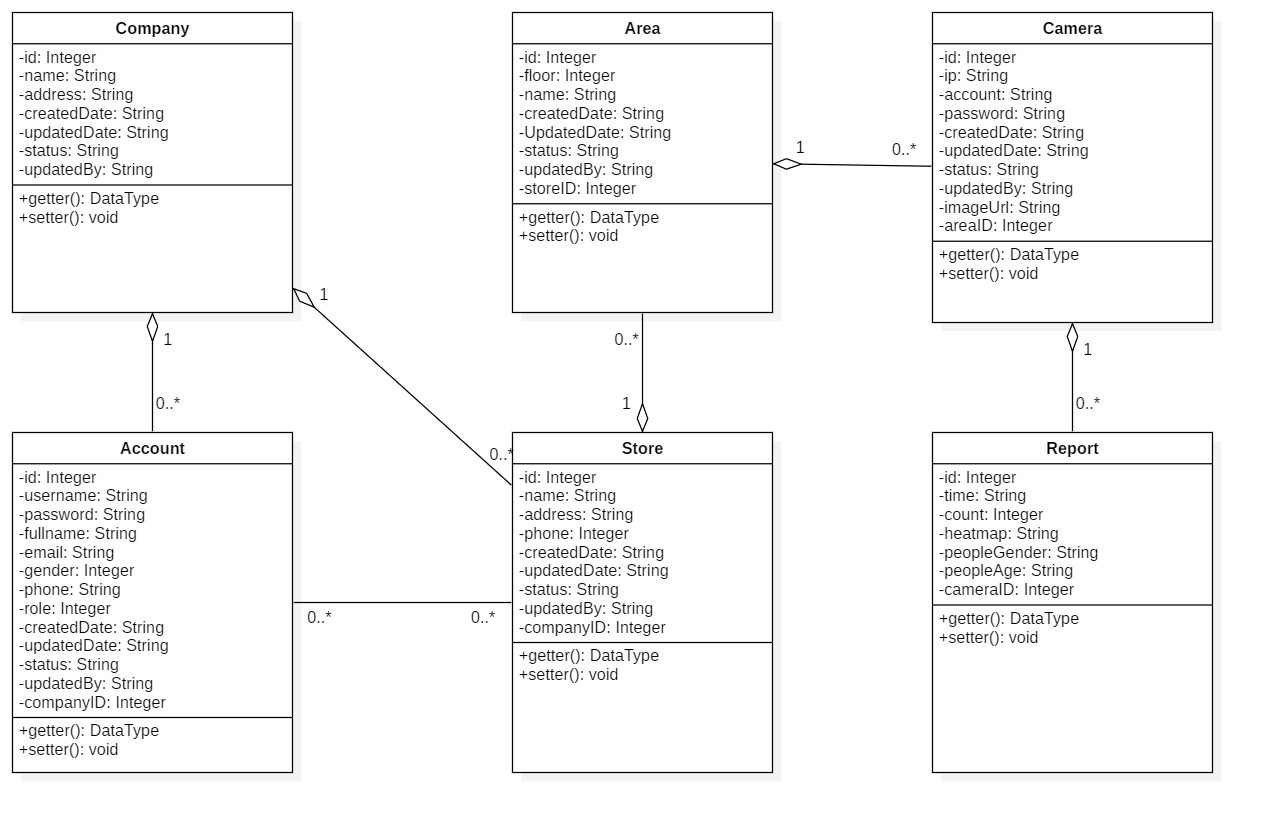 Company
-id: Integer
-name: String
-address: String
-createdDate: String
-updatedDate: String
-status: String
-updatedBy: String
+getter(): DataType
+setter(): void
Area
-id: Integer
-floor: Integer
-name: String
-createdDate: String
-UpdatedDate: String
-status: String
-updatedBy: String
-storeID: Integer
+getter(): DataType
+setter(): void
Camera
-id: Integer
-ip: String
-account: String
-password: String
-createdDate: String
-updatedDate: String
-status: String
-updatedBy: String
-imageUrl: String
-areaID: Integer
+getter(): DataType
+setter(): void
1
0..*
1
1
0..*
0..*
1
0..*
1
0..*
Account
-id: Integer
-username: String
-password: String
-fullname: String
-email: String
-gender: Integer
-phone: String
-role: Integer
-createdDate: String
-updatedDate: String
-status: String
-updatedBy: String
-companyID: Integer
+getter(): DataType
+setter(): void
0..*
0..*
Store
-id: Integer
-name: String
-address: String
-phone: Integer
-createdDate: String
-updatedDate: String
-status: String
-updatedBy: String
-companyID: Integer
+getter(): DataType
+setter(): void
Report
-id: Integer
-time: String
-count: Integer
-heatmap: String
-peopleGender: String
-peopleAge: String
-cameraID: Integer
+getter(): DataType
+setter(): void